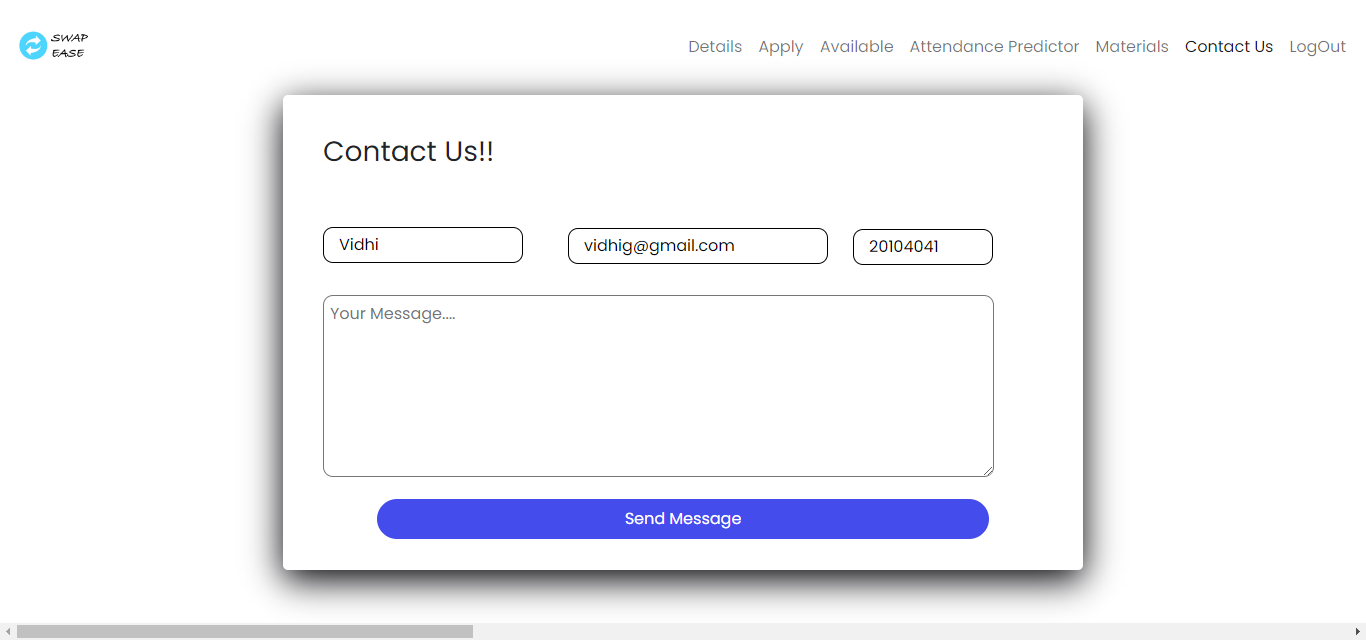 SWAP
EASE
Details Apply Available Attendance Predictor Materials Contact Us LogOut
Contact Us!!
Vidhi vidhig@gmail.com 20104041
Your Message....
Send Message